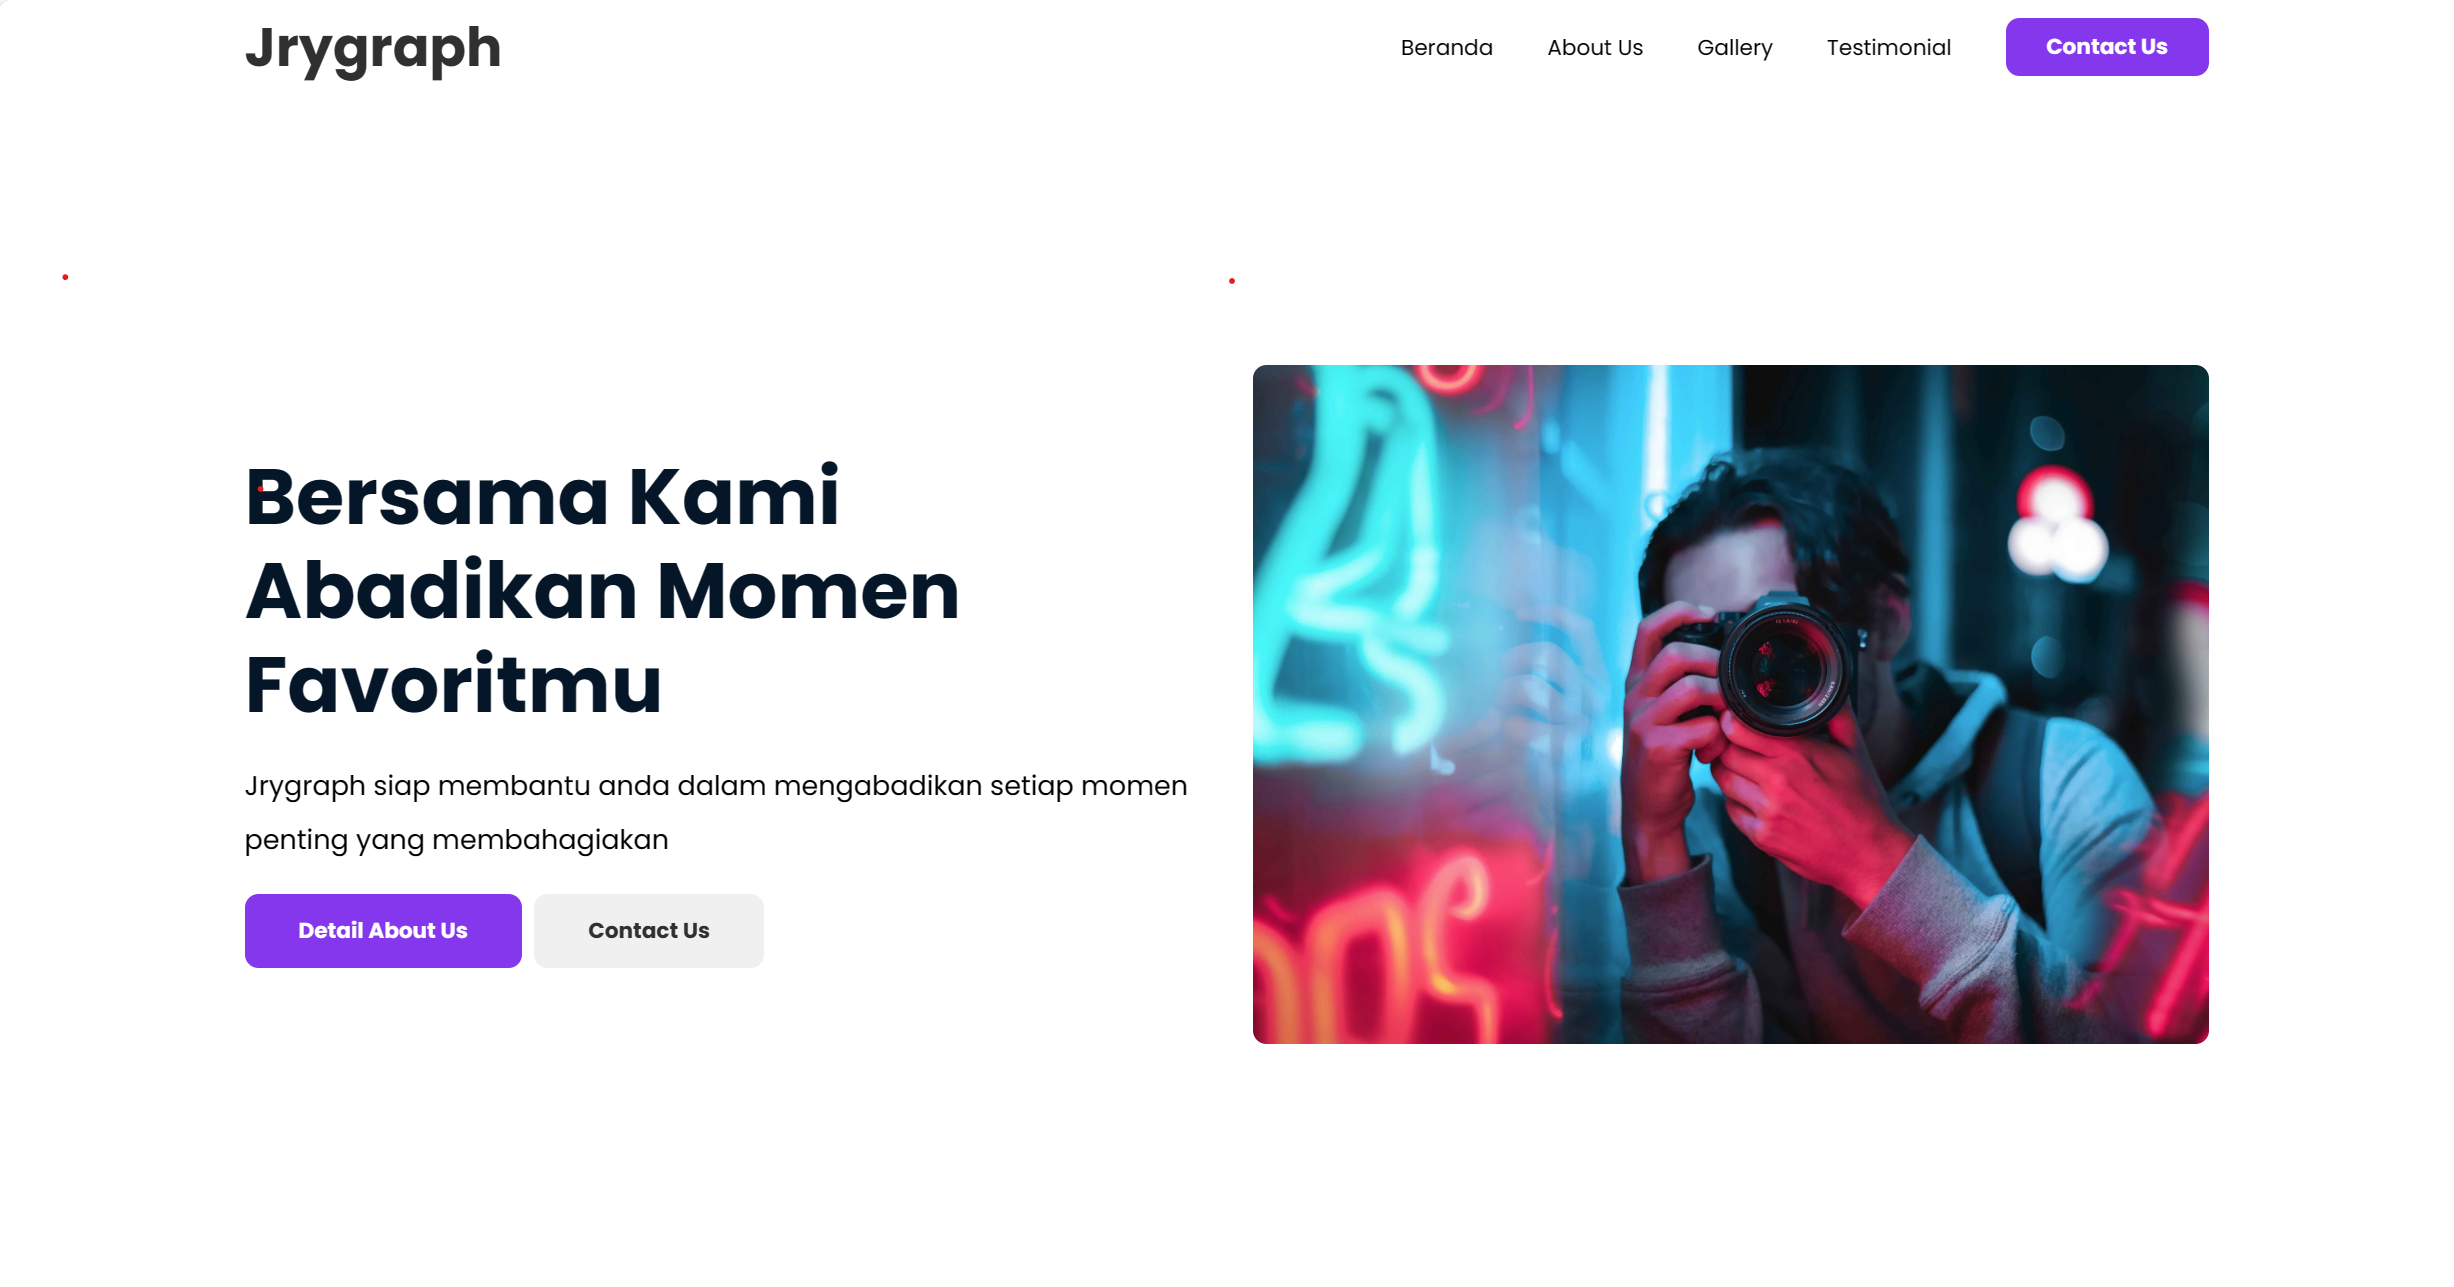 Jrygraph
Beranda About Us Gallery Testimonial Contact Us
Bersama Kami
Abadikan Momen
Favoritmu
Jrygraph siap membantu anda dalam mengabadikan setiap momen
penting yang membahagiakan
Detail About Us Contact Us